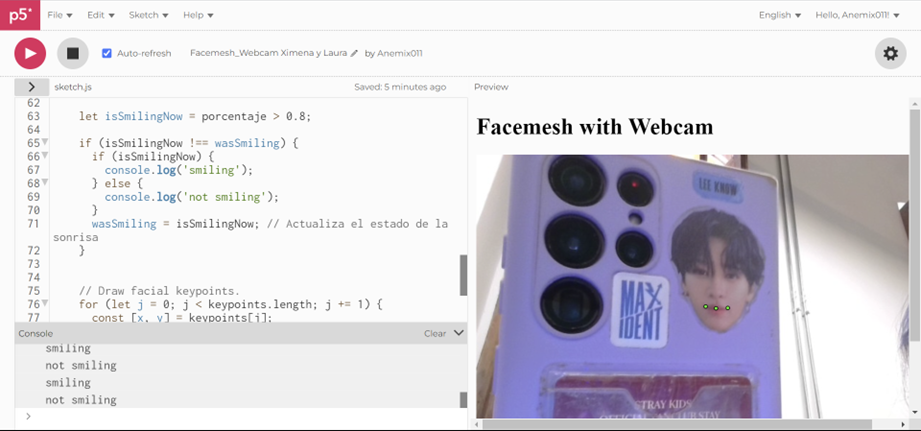 p5*
File Edit Sketch Help English Hello, Anemix011!
Auto-refresh Facemesh_Webcam Ximena y Laura by Anemix011
sketch.js Saved: 5 minutes ago Preview
62
63 let isSmilingNow = porcentaje > 0.8;
64
65 if (isSmilingNow !== wasSmiling) {
66 if (isSmilingNow) {
67 console.log('smiling');
68 } else {
69 console.log('not smiling');
70 }
71 wasSmiling = isSmilingNow; // Actualiza el estado de la
sonrisa
72 }
73
74
75 // Draw facial keypoints.
76 for (let j = 0; j < keypoints.length; j += 1) {
77 const [x, y] = keypoints[j];
Console Clear
smiling
not smiling
smiling
not smiling
>
Facemesh with Webcam
LEE KNOW
MAX
IDENT
STRAY KIDS
OFFICIAL FANCLUB STAY